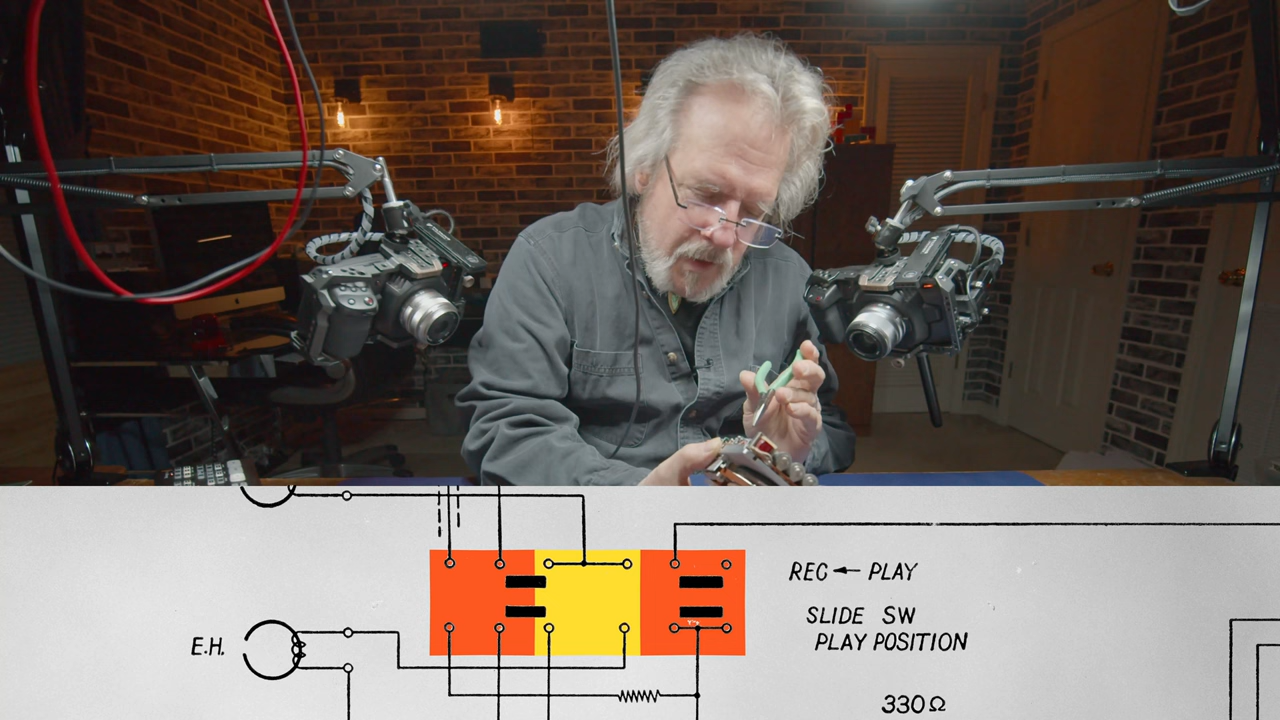 REC ← PLAY
SLIDE SW
PLAY POSITION
E.H.
330Ω